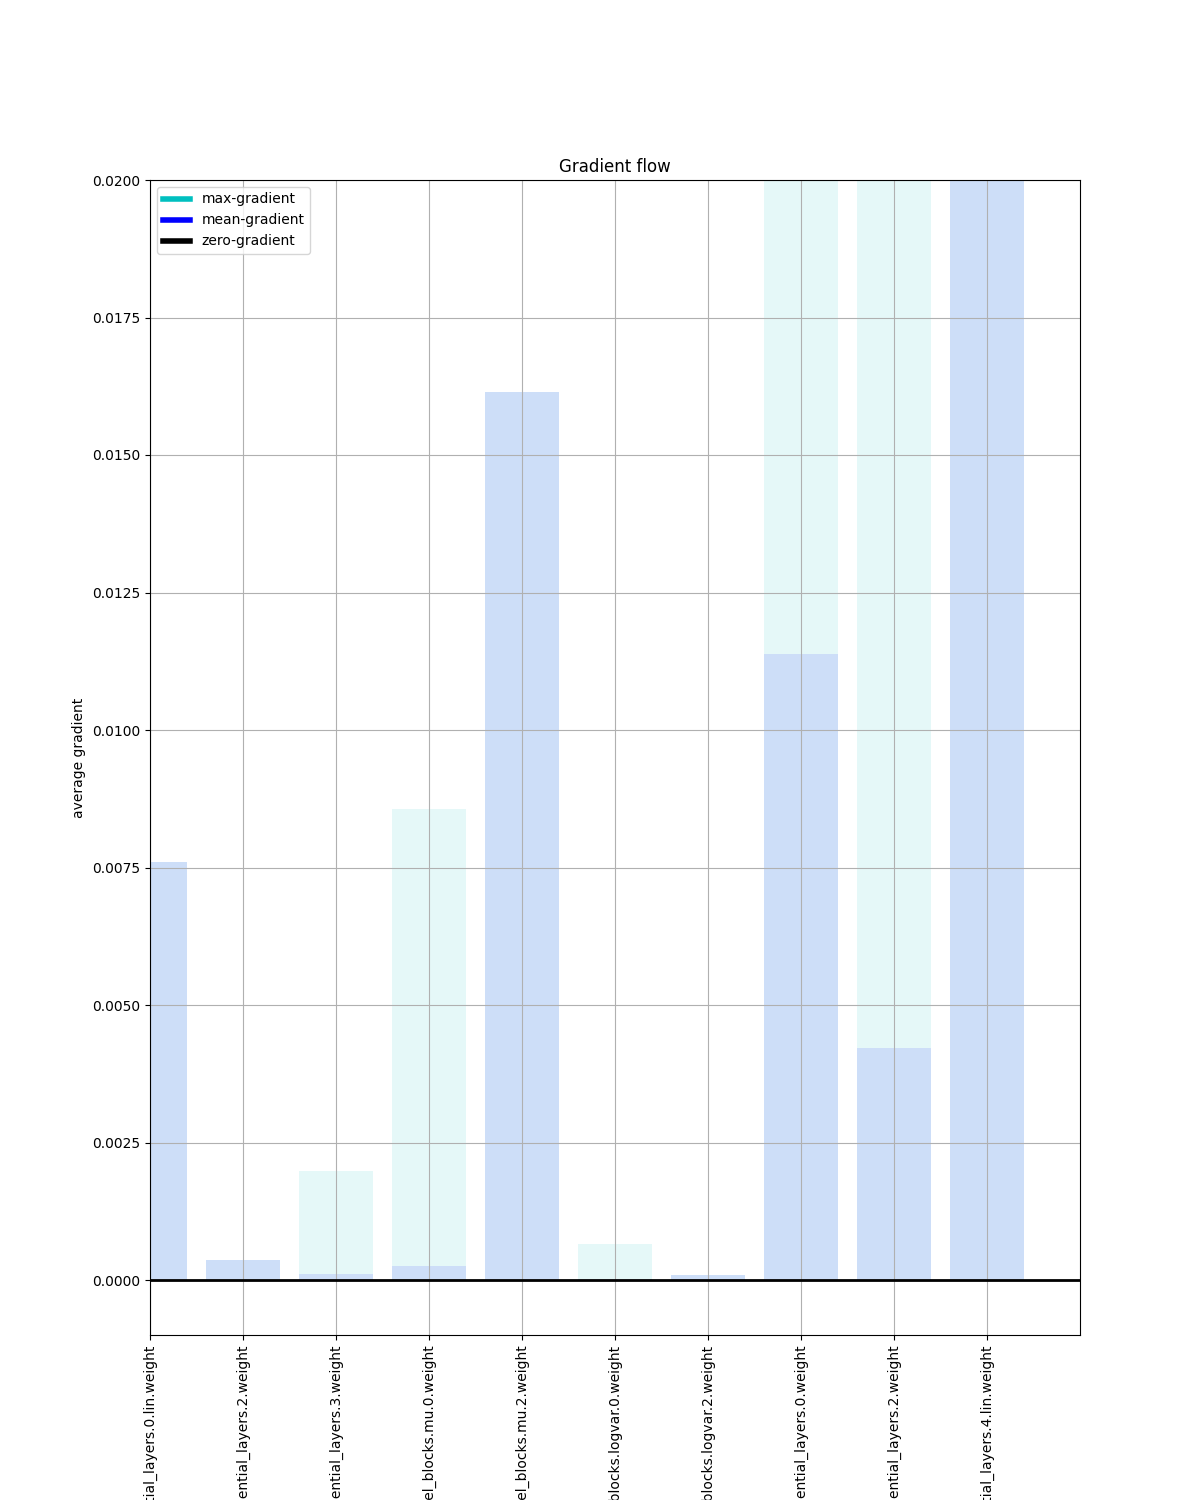 Gradient flow
max-gradient
mean-gradient
zero-gradient
average gradient
0.0200
0.0175
0.0150
0.0125
0.0100
0.0075
0.0050
0.0025
0.0000
tial_layers.0.lin.weight
ential_layers.2.weight
ential_layers.3.weight
el_blocks.mu.0.weight
el_blocks.mu.2.weight
blocks.logvar.0.weight
blocks.logvar.2.weight
ential_layers.0.weight
ential_layers.2.weight
tial_layers.4.lin.weight